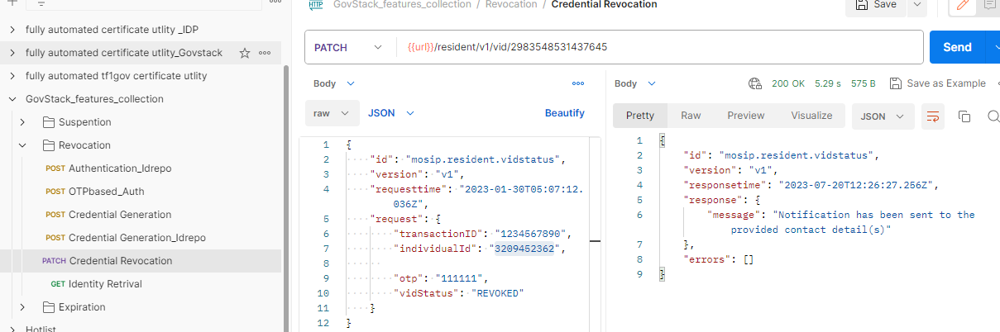 GovStack_features_collection / Revocation / Credential Revocation
Save
fully automated certificate utlity _IDP
fully automated certificate utlity_Govstack
fully automated tf1gov certificate utlity
GovStack_features_collection
Suspention
Revocation
POST Authentication_Idrepo
POST OTPbased_Auth
POST Credential Generation
POST Credential Generation_Idrepo
PATCH Credential Revocation
GET Identity Retrival
Expiration
Hotlist
PATCH {{url}}/resident/v1/vid/2983548531437645 Send
Body
raw JSON Beautify
1 {
2 "id": "mosip.resident.vidstatus",
3 "version": "v1",
4 "requesttime": "2023-01-30T05:07:12.
036Z",
5 "request": {
6 "transactionID": "1234567890",
7 "individualId": "3209452362",
8
9 "otp": "111111",
10 "vidStatus": "REVOKED"
11 }
12 }
Body 200 OK 5.29 s 575 B Save as Example
Pretty Raw Preview Visualize JSON
1 {
2 "id": "mosip.resident.vidstatus",
3 "version": "v1",
4 "responsetime": "2023-07-20T12:26:27.256Z",
5 "response": {
6 "message": "Notification has been sent to the
provided contact detail(s)"
7 },
8 "errors": []
9 }